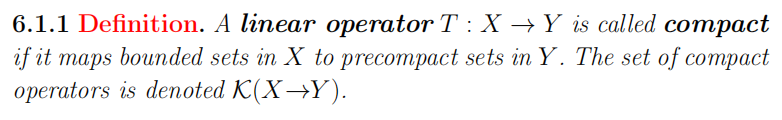 6.1.1 Definition. A linear operator T : X → Y is called compact
if it maps bounded sets in X to precompact sets in Y. The set of compact
operators is denoted K(X→Y).